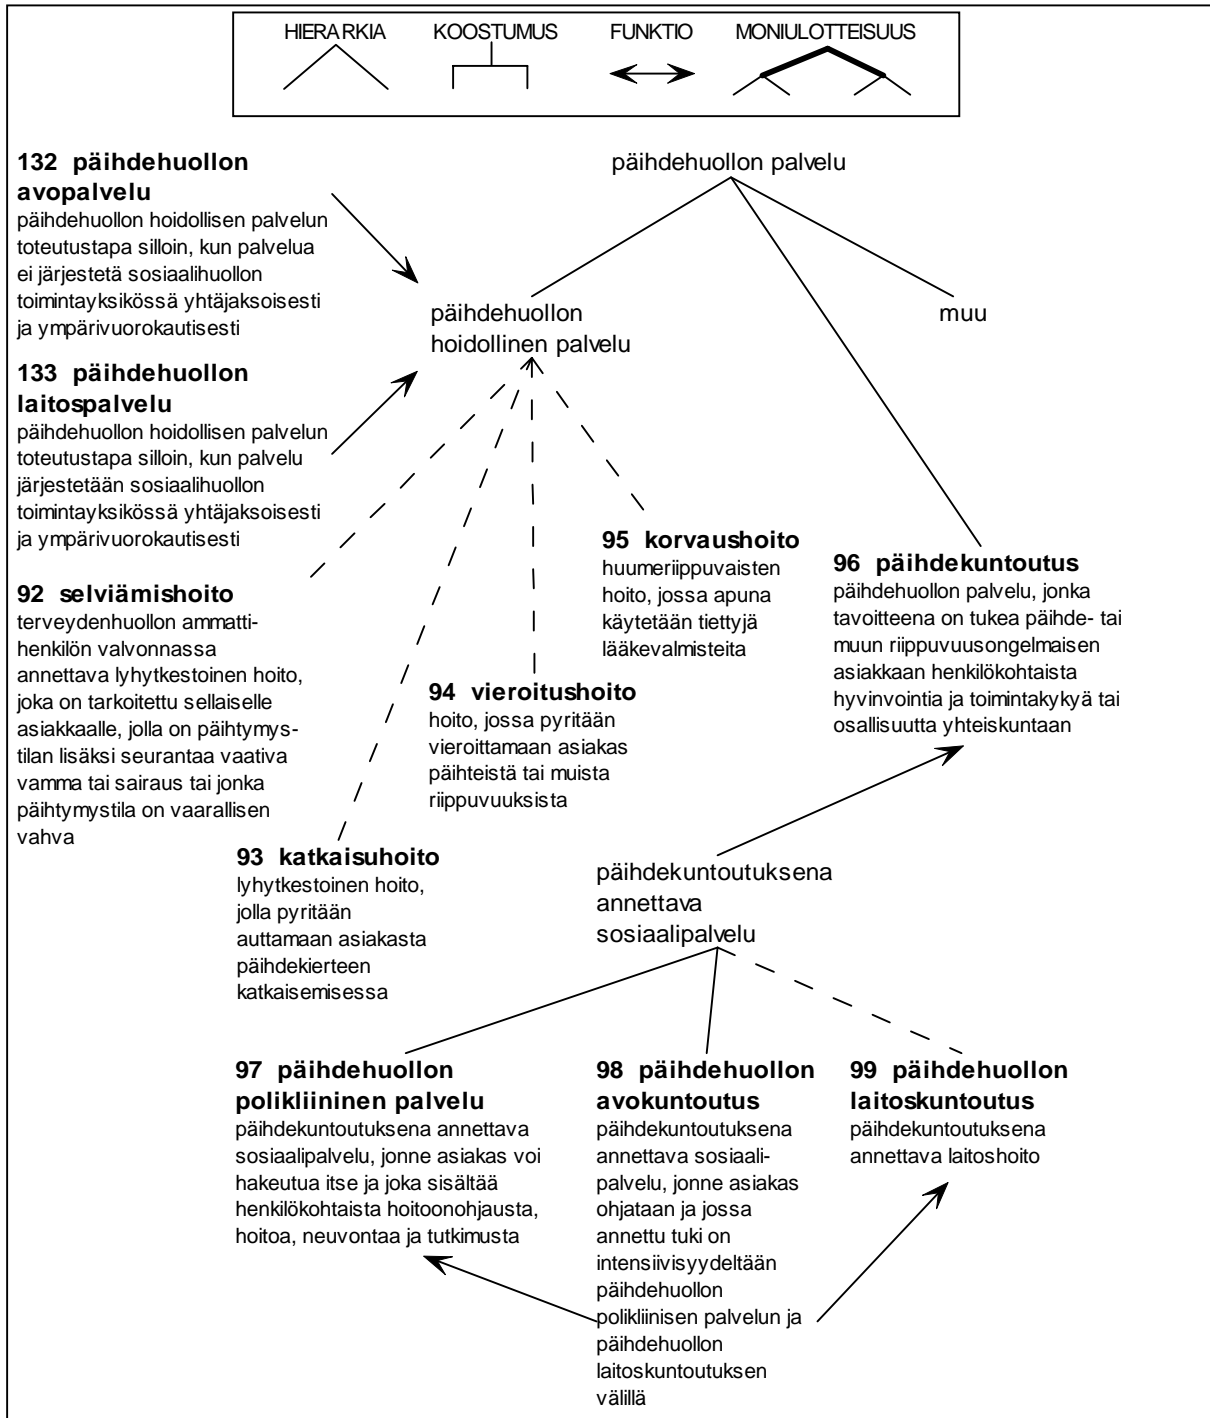 HIERARKIA KOOSTUMUS FUNKTIO MONIULOTTEISUUS
132 päihdehuollon
avopalvelu
päihdehuollon hoidollisen palvelun
toteutustapa silloin, kun palvelua
ei järjestetä sosiaalihuollon
toimintayksikössä yhtäjaksoisesti
ja ympärivuorokautisesti
päihdehuollon palvelu
päihdehuollon
hoidollinen palvelu
muu
133 päihdehuollon
laitospalvelu
päihdehuollon hoidollisen palvelun
toteutustapa silloin, kun palvelu
järjestetään sosiaalihuollon
toimintayksikössä yhtäjaksoisesti
ja ympärivuorokautisesti
92 selviämishoito
terveydenhuollon ammatti-
henkilön valvonnassa
annettava lyhytkestoinen hoito,
joka on tarkoitettu sellaiselle
asiakkaalle, jolla on päihtymys-
tilan lisäksi seurantaa vaativa
vamma tai sairaus tai jonka
päihtymystila on vaarallisen
vahva
95 korvaushoito
huumeriippuvaisten
hoito, jossa apuna
käytetään tiettyjä
lääkevalmisteita
96 päihdekuntoutus
päihdehuollon palvelu, jonka
tavoitteena on tukea päihde- tai
muun riippuvuusongelmaisen
asiakkaan henkilökohtaista
hyvinvointia ja toimintakykyä tai
osallisuutta yhteiskuntaan
94 vieroitushoito
hoito, jossa pyritään
vieroittamaan asiakas
päihteistä tai muista
riippuvuuksista
93 katkaisuhoito
lyhytkestoinen hoito,
jolla pyritään
auttamaan asiakasta
päihdekierteen
katkaisemisessa
päihdekuntoutuksena
annettava
sosiaalipalvelu
97 päihdehuollon
polikliininen palvelu
päihdekuntoutuksena annettava
sosiaalipalvelu, jonne asiakas voi
hakeutua itse ja joka sisältää
henkilökohtaista hoitoonohjausta,
hoitoa, neuvontaa ja tutkimusta
98 päihdehuollon
avokuntoutus
päihdekuntoutuksena
annettava sosiaali-
palvelu, jonne asiakas
ohjataan ja jossa
annettu tuki on
intensiivisyydeltään
päihdehuollon
polikliinisen palvelun ja
päihdehuollon
laitoskuntoutuksen
välillä
99 päihdehuollon
laitoskuntoutus
päihdekuntoutuksena
annettava laitoshoito